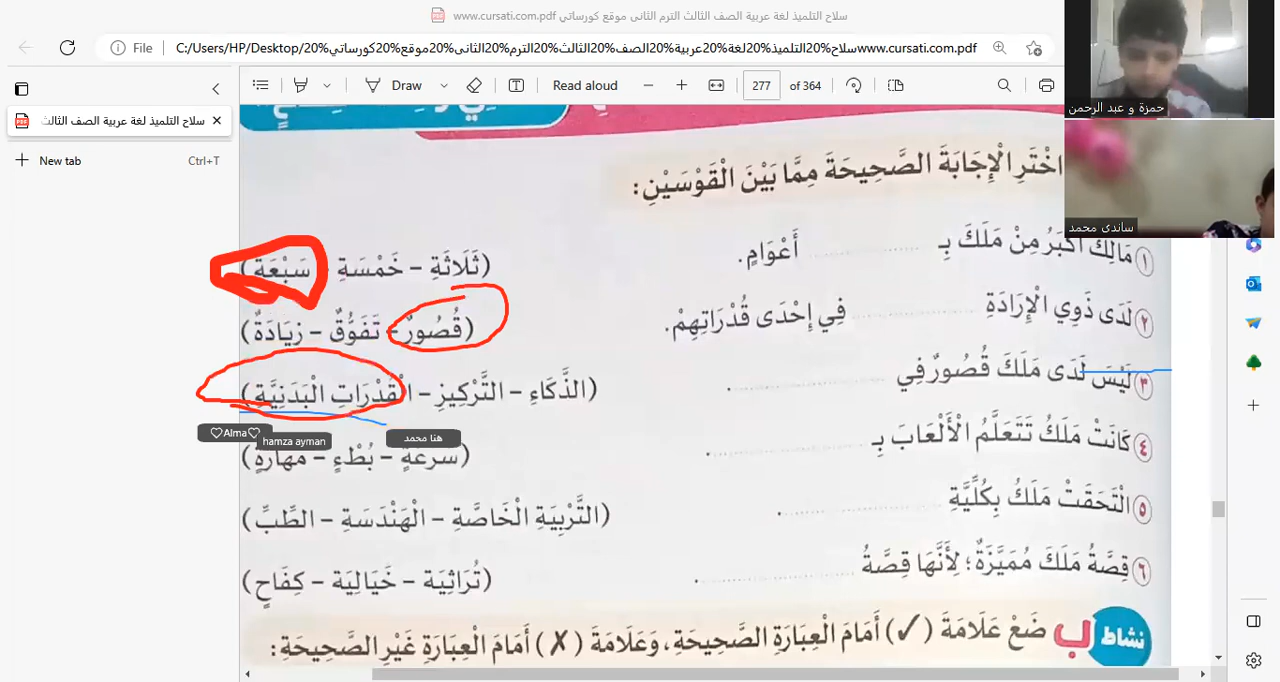 سلاح التلميذ لغة عربية الصف الثالث الترم الثانى موقع كورساتي www.cursati.com.pdf
File
C:/Users/HP/Desktop/سلاح%20التلميذ%20لغة%20عربية%20الصف%20الثالث%20الترم%20الثانى%20موقع%20كورساتي%20www.cursati.com.pdf
Draw
Read aloud
277
of 364
سلاح التلميذ لغة عربية الصف الثالث
New tab
Ctrl+T
حمزة و عبد الرحمن
ساندى محمد
اخْتَرِ الْإِجَابَةَ الصَّحِيحَةَ مِمَّا بَيْنَ الْقَوْسَيْنِ:
١ مَالِكٌ أَكْبَرُ مِنْ مَلَكَ بِـ ............ أَعْوَامٍ. (ثَلَاثَةِ - خَمْسَةِ - سَبْعَةِ)
٢ لَدَى ذَوِي الْإِرَادَةِ ............ فِي إِحْدَى قُدْرَاتِهِمْ. (قُصُورٌ - تَفَوُّقٌ - زِيَادَةٌ)
٣ لَيْسَ لَدَى مَلَكَ قُصُورٌ فِي ............. (الذَّكَاءِ - التَّرْكِيزِ - الْقُدْرَاتِ الْبَدَنِيَّةِ)
♡Alma♡
hamza ayman
هنا محمد
٤ كَانَتْ مَلَكُ تَتَعَلَّمُ الْأَلْعَابَ بِـ ............. (سرعةٍ - بُطْءٍ - مهارةٍ)
٥ الْتَحَقَتْ مَلَكُ بِكُلِّيَّةِ ............. (التَّرْبِيَةِ الْخَاصَّةِ - الْهَنْدَسَةِ - الطِّبِّ)
٦ قِصَّةُ مَلَكَ مُمَيَّزَةٌ؛ لِأَنَّهَا قِصَّةُ ............. (تُرَاثِيَة - خَيَالِيَة - كِفَاحٍ)
نشاط ب ضَعْ عَلَامَةَ (✓) أَمَامَ الْعِبَارَةِ الصَّحِيحَةِ، وَعَلَامَةَ (✗) أَمَامَ الْعِبَارَةِ غَيْرِ الصَّحِيحَةِ: